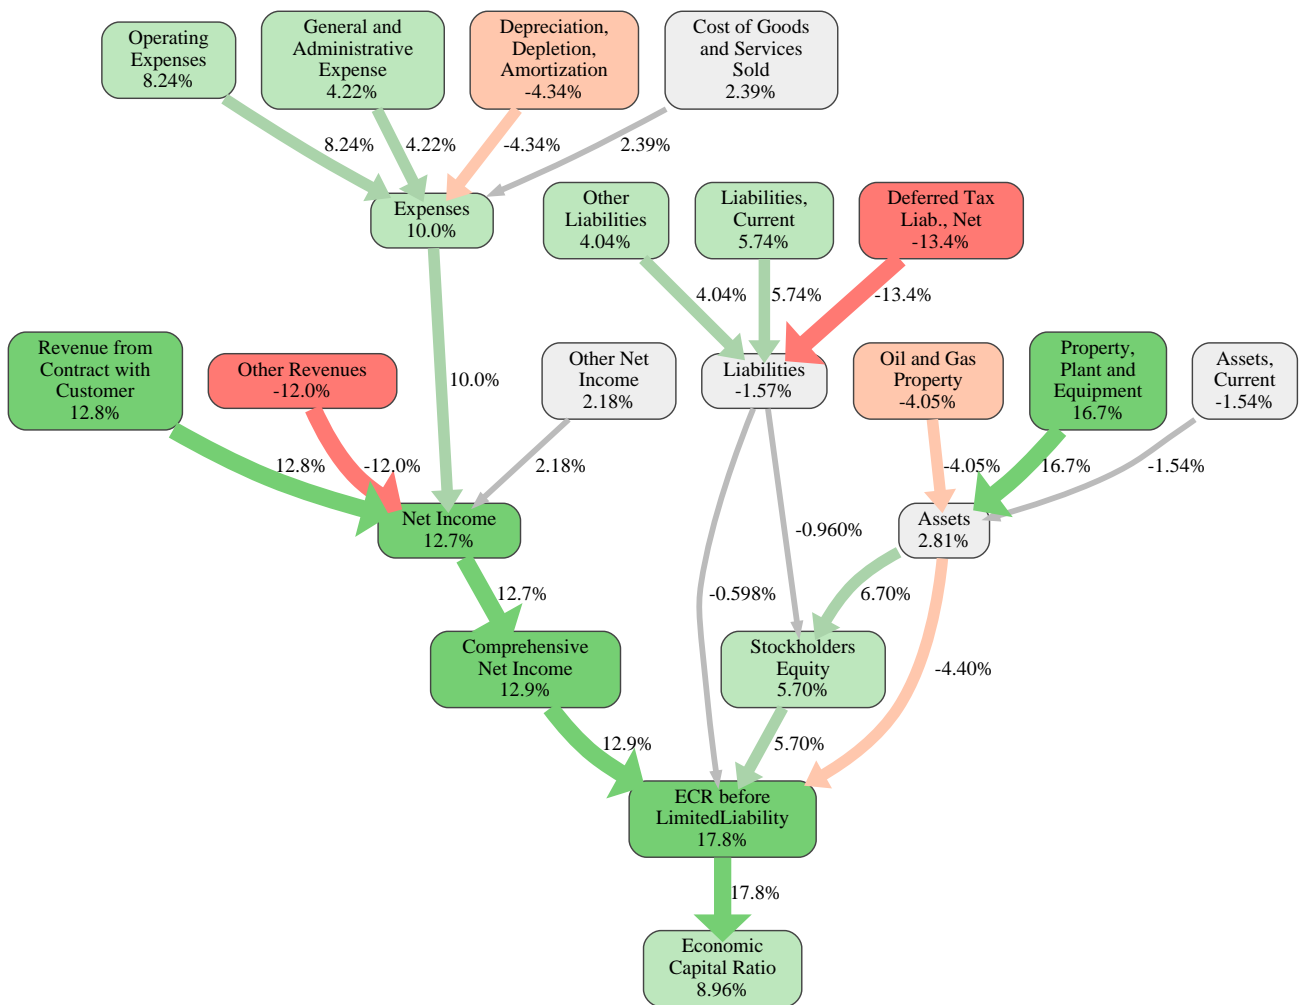 Operating
Expenses
8.24%
General and
Administrative
Expense
4.22%
Depreciation,
Depletion,
Amortization
-4.34%
Cost of Goods
and Services
Sold
2.39%
8.24%
4.22%
-4.34%
2.39%
Expenses
10.0%
Other
Liabilities
4.04%
Liabilities,
Current
5.74%
Deferred Tax
Liab., Net
-13.4%
4.04%
5.74%
-13.4%
Revenue from
Contract with
Customer
12.8%
Other Revenues
-12.0%
10.0%
Other Net
Income
2.18%
Liabilities
-1.57%
Oil and Gas
Property
-4.05%
Property,
Plant and
Equipment
16.7%
Assets,
Current
-1.54%
12.8%
-12.0%
2.18%
-4.05%
16.7%
-1.54%
Net Income
12.7%
-0.960%
Assets
2.81%
12.7%
-0.598%
6.70%
Comprehensive
Net Income
12.9%
Stockholders
Equity
5.70%
-4.40%
12.9%
5.70%
ECR before
LimitedLiability
17.8%
17.8%
Economic
Capital Ratio
8.96%